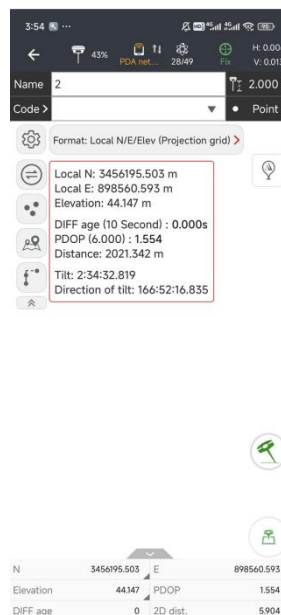 3:54
43%
PDA net...
28/49
Fix
H: 0.00
V: 0.01
Name 2 2.000
Code > Point
Format: Local N/E/Elev (Projection grid)
Local N: 3456195.503 m
Local E: 898560.593 m
Elevation: 44.147 m
DIFF age (10 Second) : 0.000s
PDOP (6.000) : 1.554
Distance: 2021.342 m
Tilt: 2:34:32.819
Direction of tilt: 166:52:16.835
N 3456195.503 E 898560.593
Elevation 44.147 PDOP 1.554
DIFF age 0 2D dist. 5.904